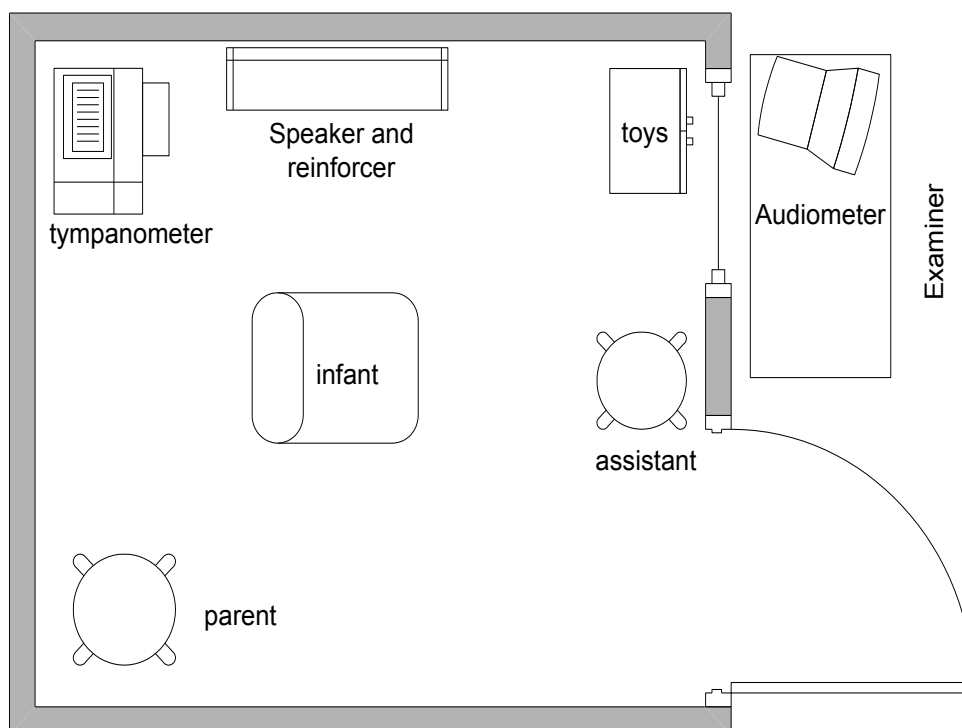 Speaker and
reinforcer
toys
tympanometer
Audiometer
Examiner
infant
assistant
parent